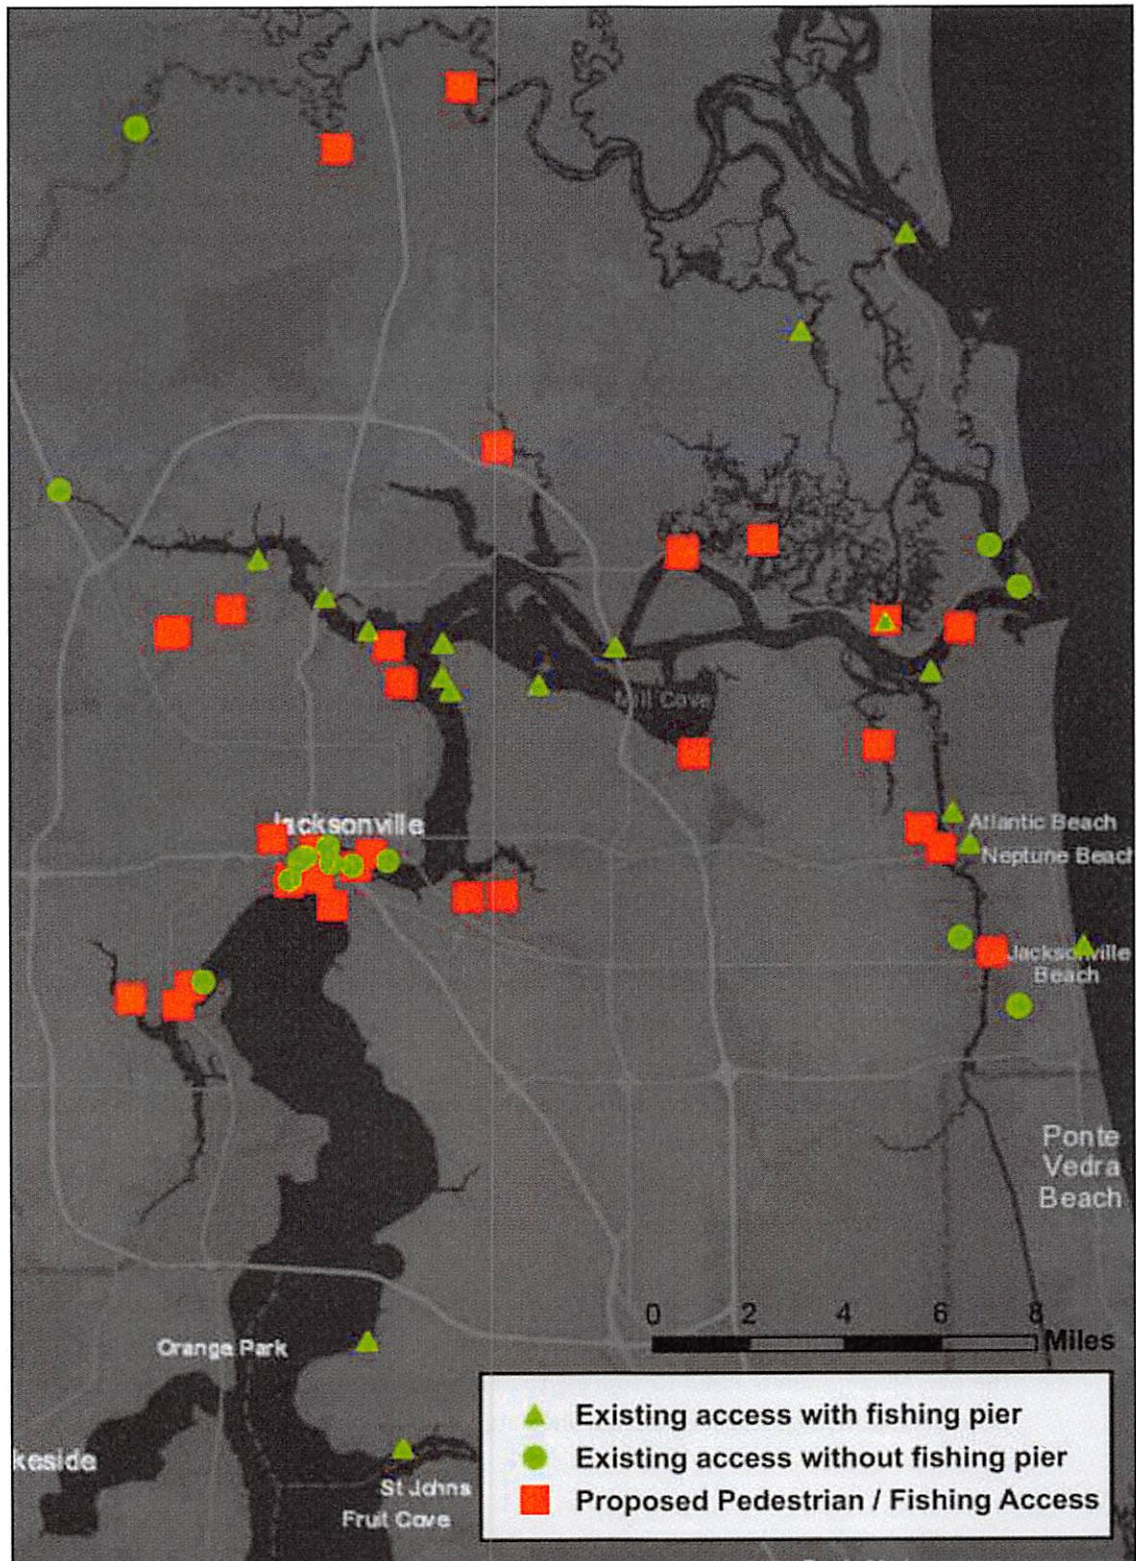 Mill Cove
Jacksonville
Atlantic Beach
Neptune Beach
Jacksonville
Beach
Ponte
Vedra
Beach
0 2 4 6 8
Miles
Orange Park
keside
St Johns
Fruit Cove
Existing access with fishing pier
Existing access without fishing pier
Proposed Pedestrian / Fishing Access